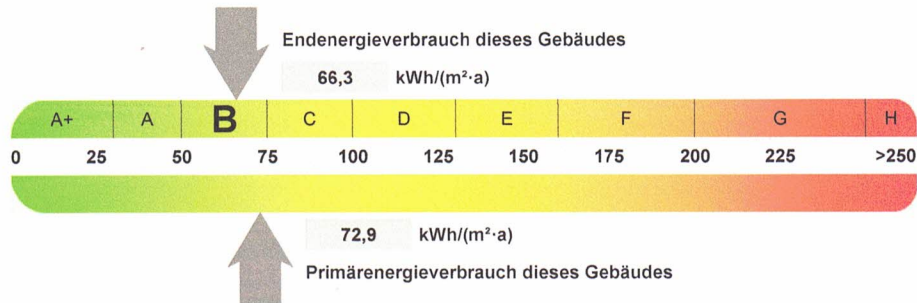 Endenergieverbrauch dieses Gebäudes
66,3 kWh/(m²·a)
A+ A B C D E F G H
0 25 50 75 100 125 150 175 200 225 >250
72,9 kWh/(m²·a)
Primärenergieverbrauch dieses Gebäudes